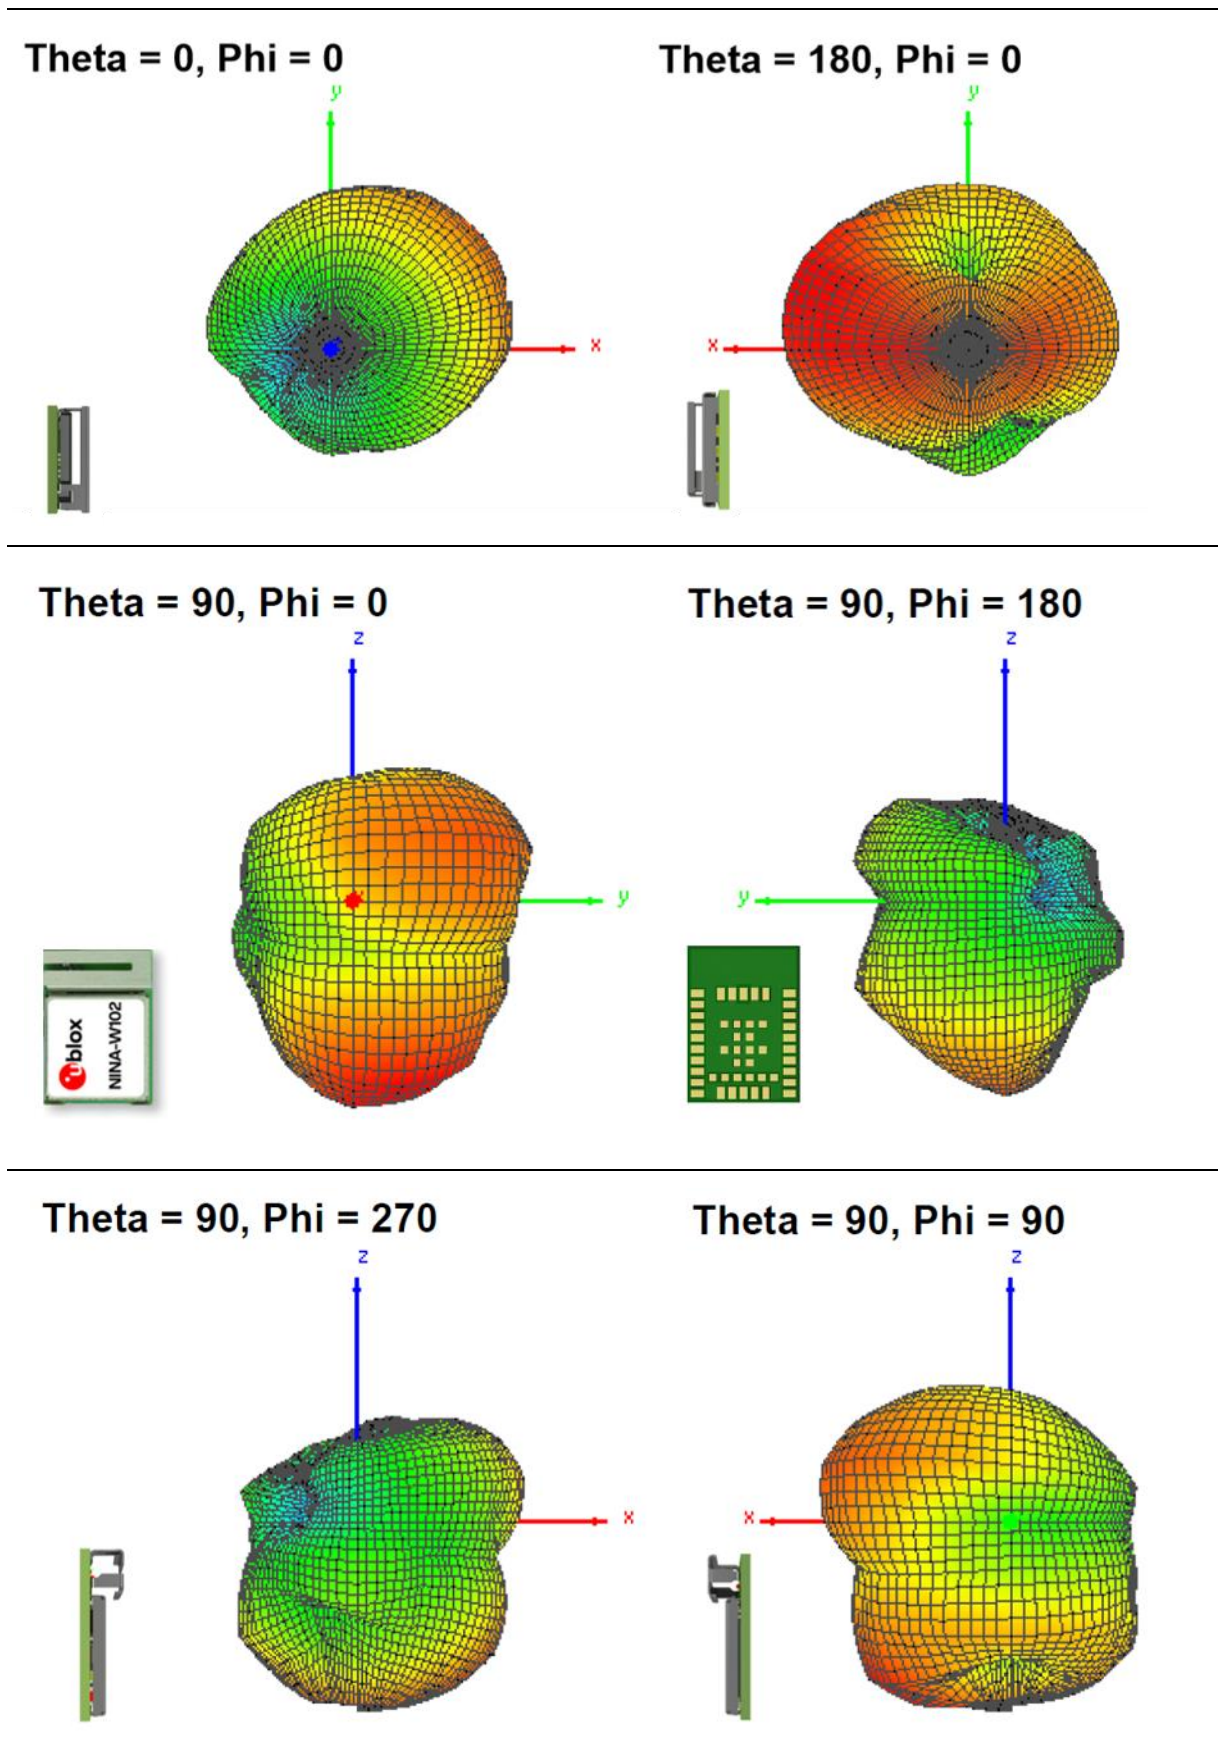 Theta = 0, Phi = 0
Theta = 180, Phi = 0
y
y
x
x
Theta = 90, Phi = 0
Theta = 90, Phi = 180
z
z
y
y
ublox
NINA-W102
Theta = 90, Phi = 270
Theta = 90, Phi = 90
z
z
x
x